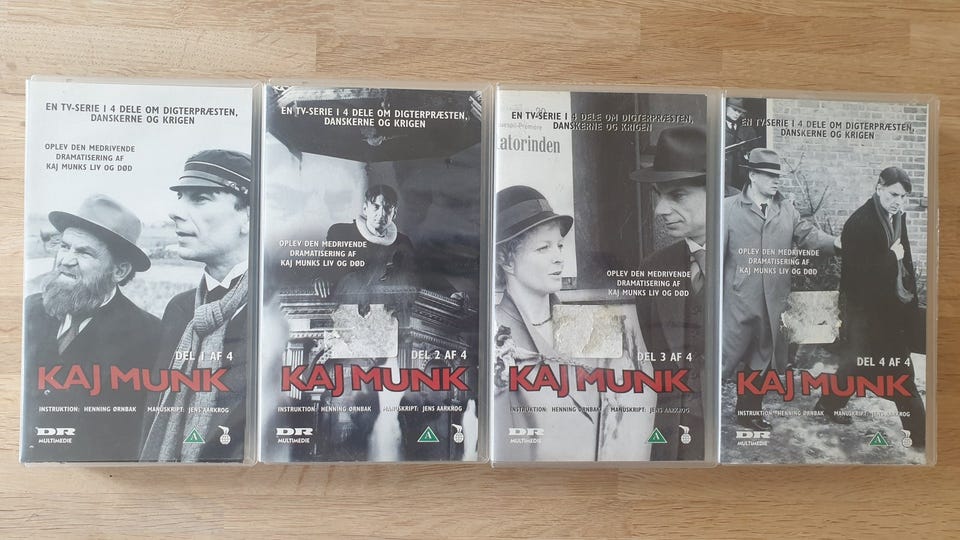 EN TV-SERIE I 4 DELE OM DIGTERPRÆSTEN,
DANSKERNE OG KRIGEN
OPLEV DEN MEDRIVENDE
DRAMATISERING AF
KAJ MUNKS LIV OG DØD
DEL 1 AF 4
KAJ MUNK
INSTRUKTION: HENNING ØRNBAK MANUSKRIPT: JENS AARKROG
DR
MULTIMEDIE
A
EN TV-SERIE I 4 DELE OM DIGTERPRÆSTEN,
DANSKERNE OG KRIGEN
OPLEV DEN MEDRIVENDE
DRAMATISERING AF
KAJ MUNKS LIV OG DØD
DEL 2 AF 4
KAJ MUNK
INSTRUKTION: HENNING ØRNBAK MANUSKRIPT: JENS AARKROG
DR
MULTIMEDIE
A
EN TV-SERIE I 4 DELE OM DIGTERPRÆSTEN,
DANSKERNE OG KRIGEN
-Premiere
atorinden
OPLEV DEN MEDRIVENDE
DRAMATISERING AF
KAJ MUNKS LIV OG DØD
DEL 3 AF 4
KAJ MUNK
INSTRUKTION: HENNING ØRNBAK MANUSKRIPT: JENS AARKROG
DR
MULTIMEDIE
A
EN TV-SERIE I 4 DELE OM DIGTERPRÆSTEN,
DANSKERNE OG KRIGEN
OPLEV DEN MEDRIVENDE
DRAMATISERING AF
KAJ MUNKS LIV OG DØD
DEL 4 AF 4
KAJ MUNK
INSTRUKTION: HENNING ØRNBAK MANUSKRIPT: JENS AARKROG
DR
MULTIMEDIE
A